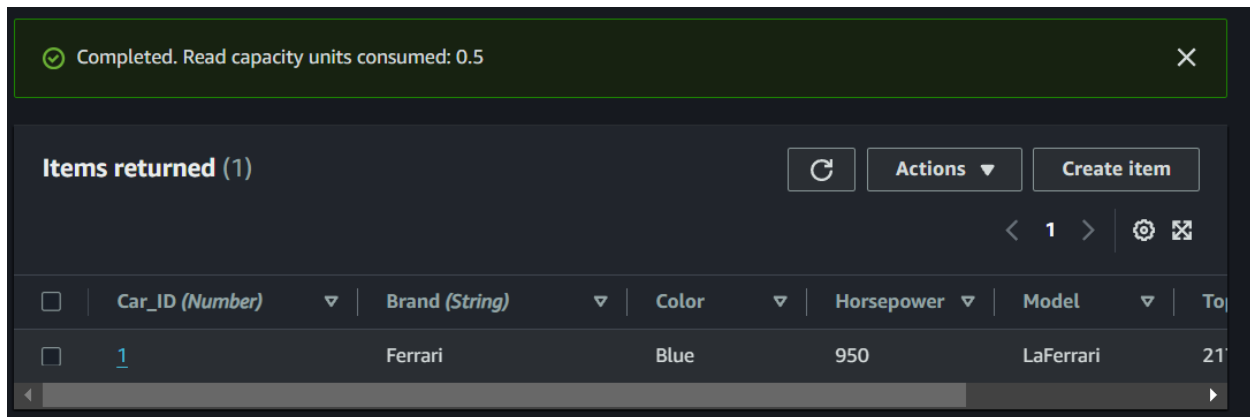 Completed. Read capacity units consumed: 0.5
Items returned (1)
Actions
Create item
1
Car_ID (Number) Brand (String) Color Horsepower Model
1 Ferrari Blue 950 LaFerrari